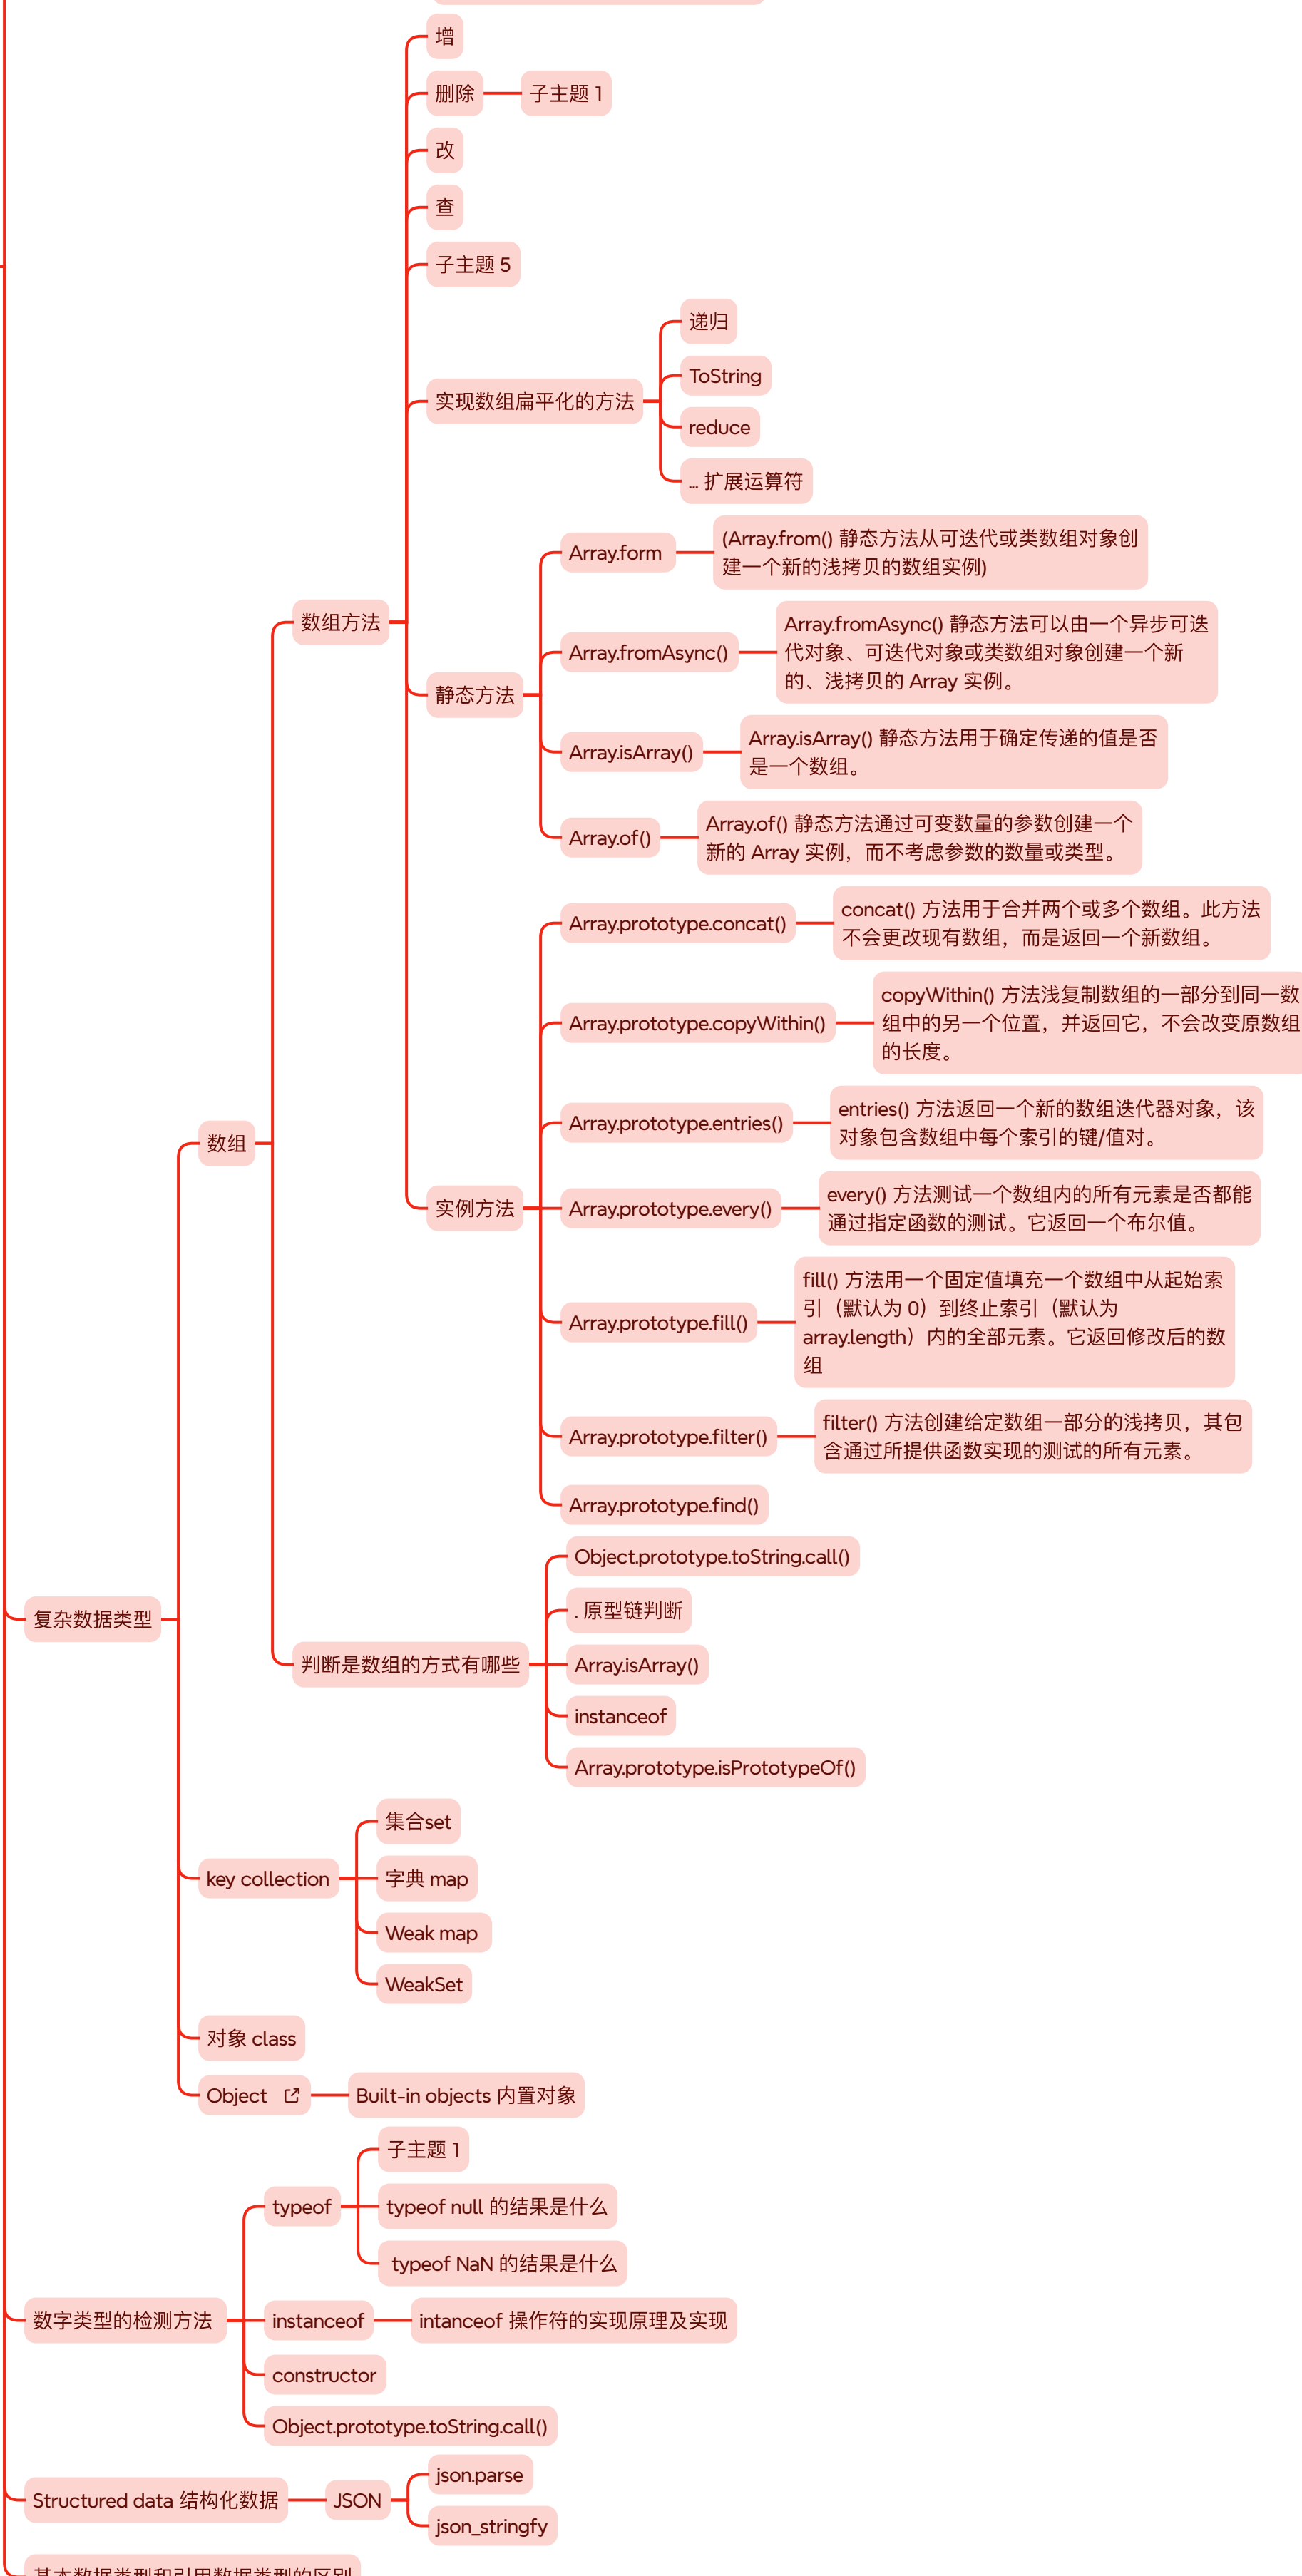 增
删除
子主题 1
改
查
子主题 5
实现数组扁平化的方法
递归
ToString
reduce
... 扩展运算符
数组方法
静态方法
Array.form
(Array.from() 静态方法从可迭代或类数组对象创
建一个新的浅拷贝的数组实例)
Array.fromAsync()
Array.fromAsync() 静态方法可以由一个异步可迭
代对象、可迭代对象或类数组对象创建一个新
的、浅拷贝的 Array 实例。
Array.isArray()
Array.isArray() 静态方法用于确定传递的值是否
是一个数组。
Array.of()
Array.of() 静态方法通过可变数量的参数创建一个
新的 Array 实例，而不考虑参数的数量或类型。
数组
实例方法
Array.prototype.concat()
concat() 方法用于合并两个或多个数组。此方法
不会更改现有数组，而是返回一个新数组。
Array.prototype.copyWithin()
copyWithin() 方法浅复制数组的一部分到同一数
组中的另一个位置，并返回它，不会改变原数组
的长度。
Array.prototype.entries()
entries() 方法返回一个新的数组迭代器对象，该
对象包含数组中每个索引的键/值对。
Array.prototype.every()
every() 方法测试一个数组内的所有元素是否都能
通过指定函数的测试。它返回一个布尔值。
Array.prototype.fill()
fill() 方法用一个固定值填充一个数组中从起始索
引（默认为 0）到终止索引（默认为
array.length）内的全部元素。它返回修改后的数
组
Array.prototype.filter()
filter() 方法创建给定数组一部分的浅拷贝，其包
含通过所提供函数实现的测试的所有元素。
Array.prototype.find()
复杂数据类型
判断是数组的方式有哪些
Object.prototype.toString.call()
. 原型链判断
Array.isArray()
instanceof
Array.prototype.isPrototypeOf()
key collection
集合set
字典 map
Weak map
WeakSet
对象 class
Object
Built-in objects 内置对象
数字类型的检测方法
typeof
子主题 1
typeof null 的结果是什么
typeof NaN 的结果是什么
instanceof
intanceof 操作符的实现原理及实现
constructor
Object.prototype.toString.call()
Structured data 结构化数据
JSON
json.parse
json_stringfy
基本数据类型和引用数据类型的区别